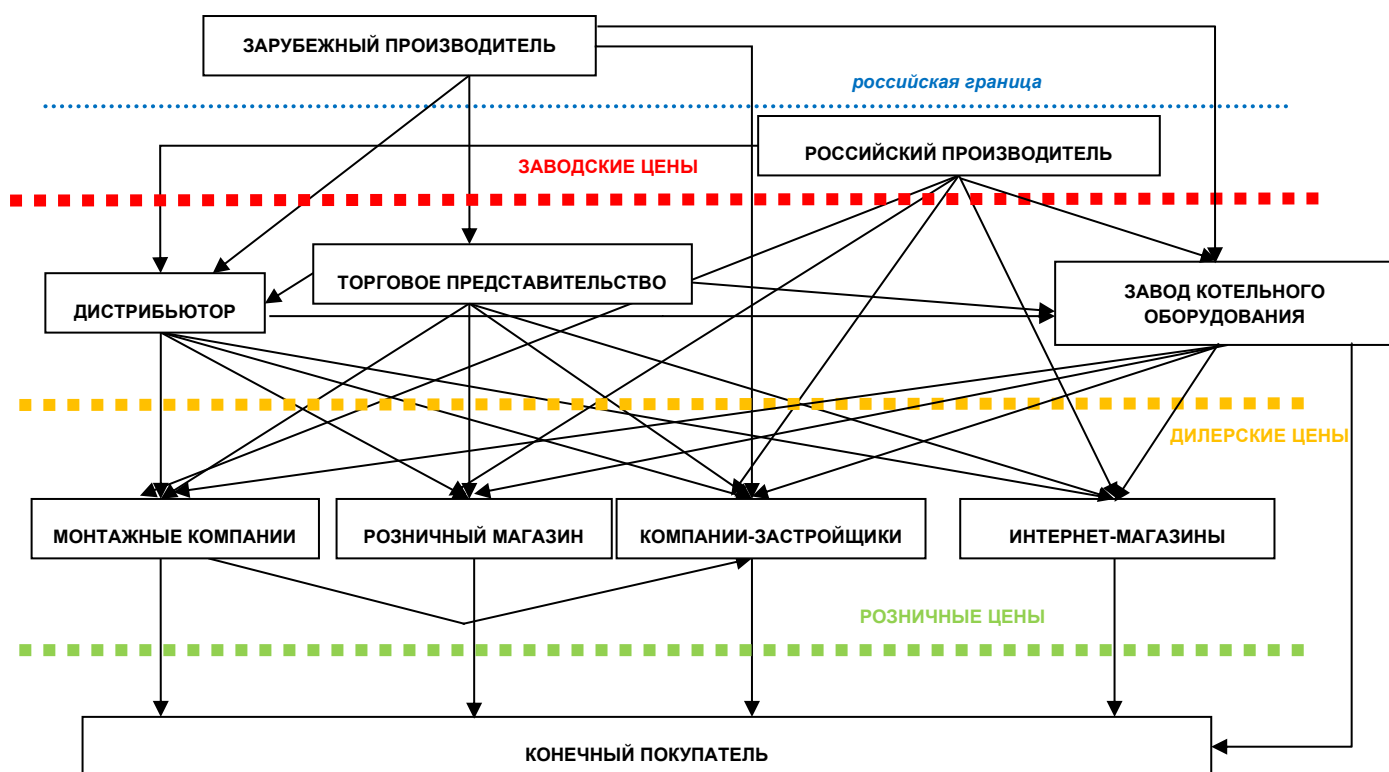 ЗАРУБЕЖНЫЙ ПРОИЗВОДИТЕЛЬ
российская граница
РОССИЙСКИЙ ПРОИЗВОДИТЕЛЬ
ЗАВОДСКИЕ ЦЕНЫ
ДИСТРИБЬЮТОР
ТОРГОВОЕ ПРЕДСТАВИТЕЛЬСТВО
ЗАВОД КОТЕЛЬНОГО
ОБОРУДОВАНИЯ
ДИЛЕРСКИЕ ЦЕНЫ
МОНТАЖНЫЕ КОМПАНИИ
РОЗНИЧНЫЙ МАГАЗИН
КОМПАНИИ-ЗАСТРОЙЩИКИ
ИНТЕРНЕТ-МАГАЗИНЫ
РОЗНИЧНЫЕ ЦЕНЫ
КОНЕЧНЫЙ ПОКУПАТЕЛЬ